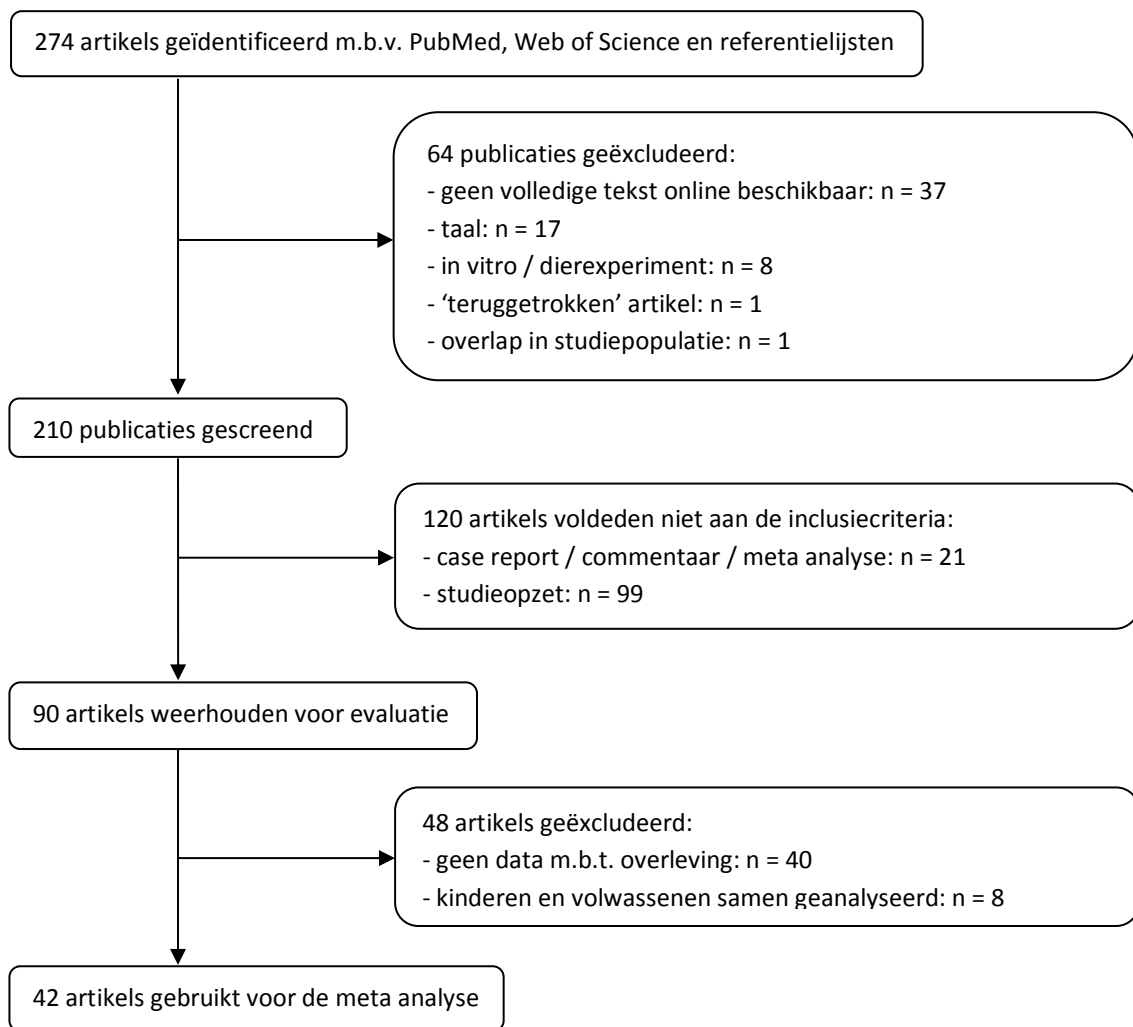 274 artikels geïdentificeerd m.b.v. PubMed, Web of Science en referentielijsten
64 publicaties geëxcludeerd:
- geen volledige tekst online beschikbaar: n = 37
- taal: n = 17
- in vitro / dierexperiment: n = 8
- ‘teruggetrokken’ artikel: n = 1
- overlap in studiepopulatie: n = 1
210 publicaties gescreend
120 artikels voldeden niet aan de inclusiecriteria:
- case report / commentaar / meta analyse: n = 21
- studieopzet: n = 99
90 artikels weerhouden voor evaluatie
48 artikels geëxcludeerd:
- geen data m.b.t. overleving: n = 40
- kinderen en volwassenen samen geanalyseerd: n = 8
42 artikels gebruikt voor de meta analyse